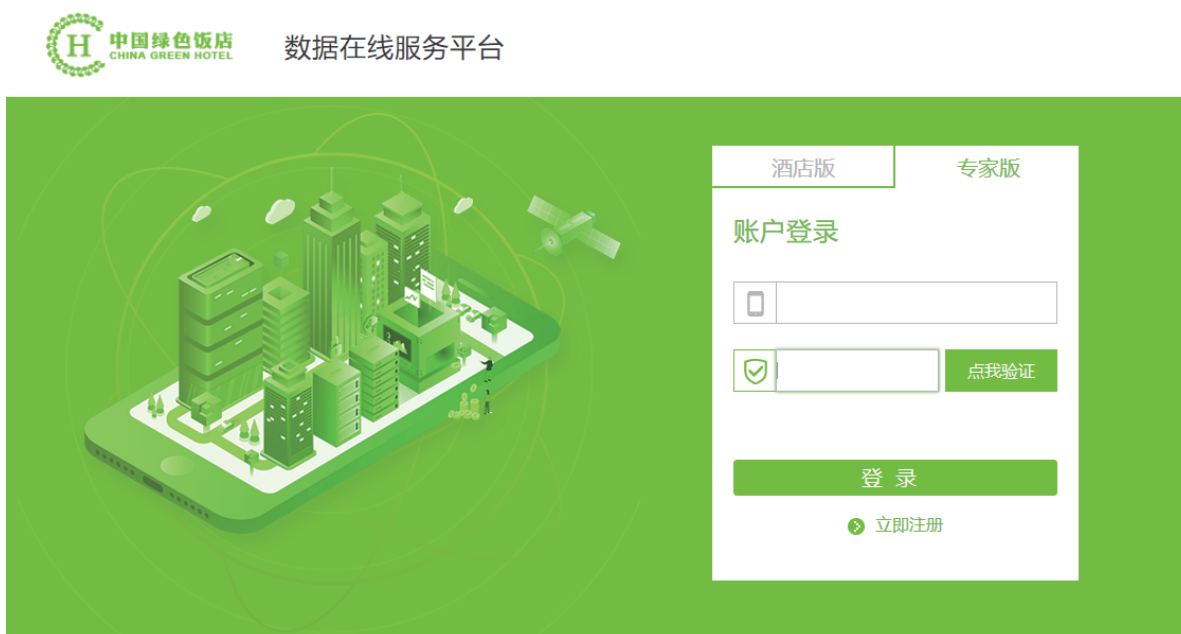 中国绿色饭店
CHINA GREEN HOTEL
数据在线服务平台
酒店版
专家版
账户登录
点我验证
登 录
立即注册